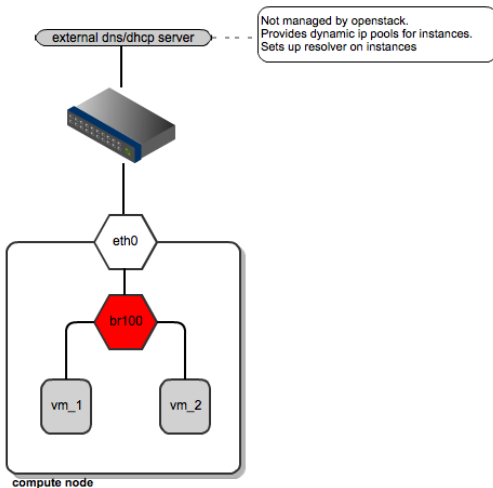 external dns/dhcp server
Not managed by openstack.
Provides dynamic ip pools for instances.
Sets up resolver on instances
eth0
br100
vm_1
vm_2
compute node